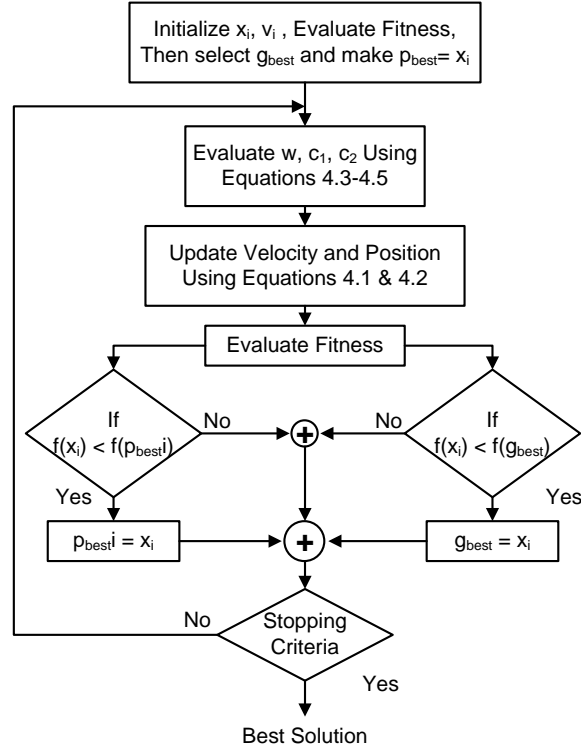 Initialize xi, vi , Evaluate Fitness,
Then select gbest and make pbest= xi
Evaluate w, c1, c2 Using
Equations 4.3-4.5
Update Velocity and Position
Using Equations 4.1 & 4.2
Evaluate Fitness
If
f(xi) < f(pbesti)
No
+
No
If
f(xi) < f(gbest)
Yes
Yes
pbesti = xi
+
gbest = xi
No
Stopping
Criteria
Yes
Best Solution